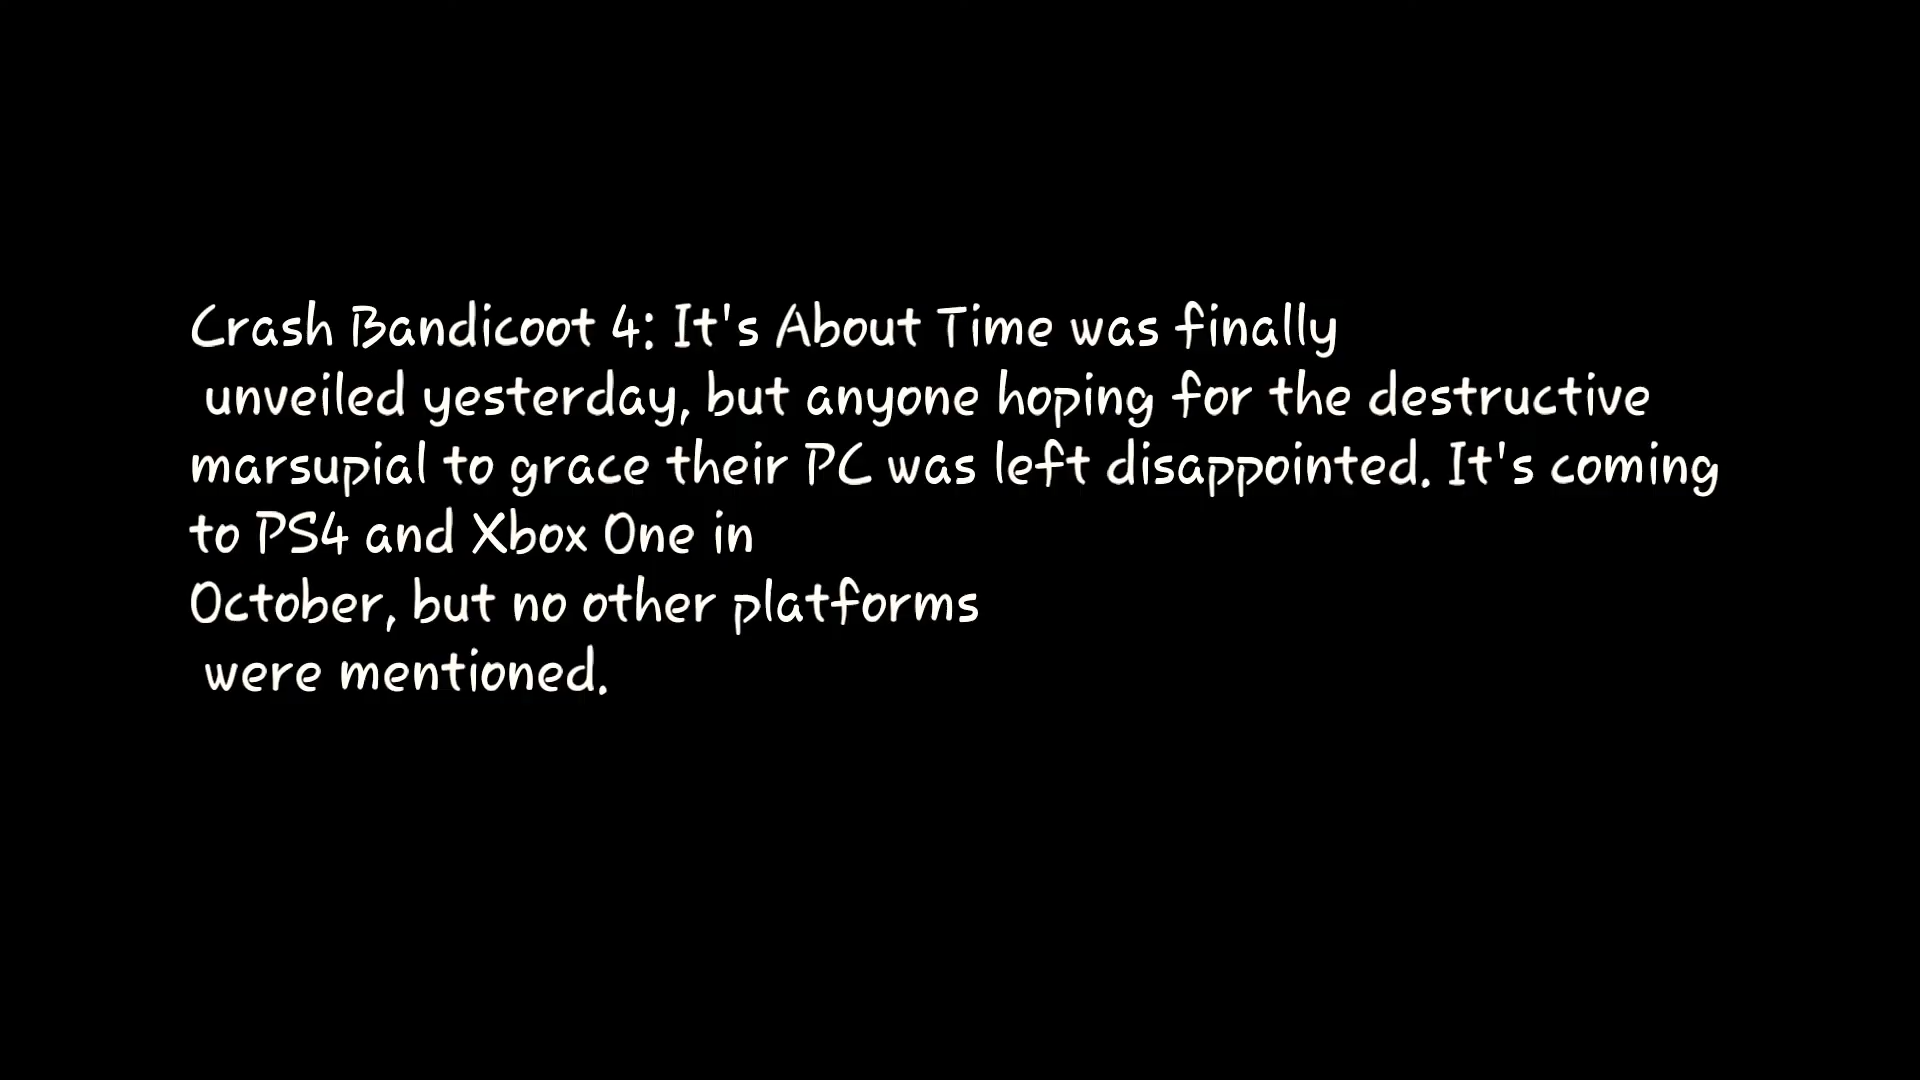 Crash Bandicoot 4: It's About Time was finally
unveiled yesterday, but anyone hoping for the destructive
marsupial to grace their PC was left disappointed. It's coming
to PS4 and Xbox One in
October, but no other platforms
were mentioned.